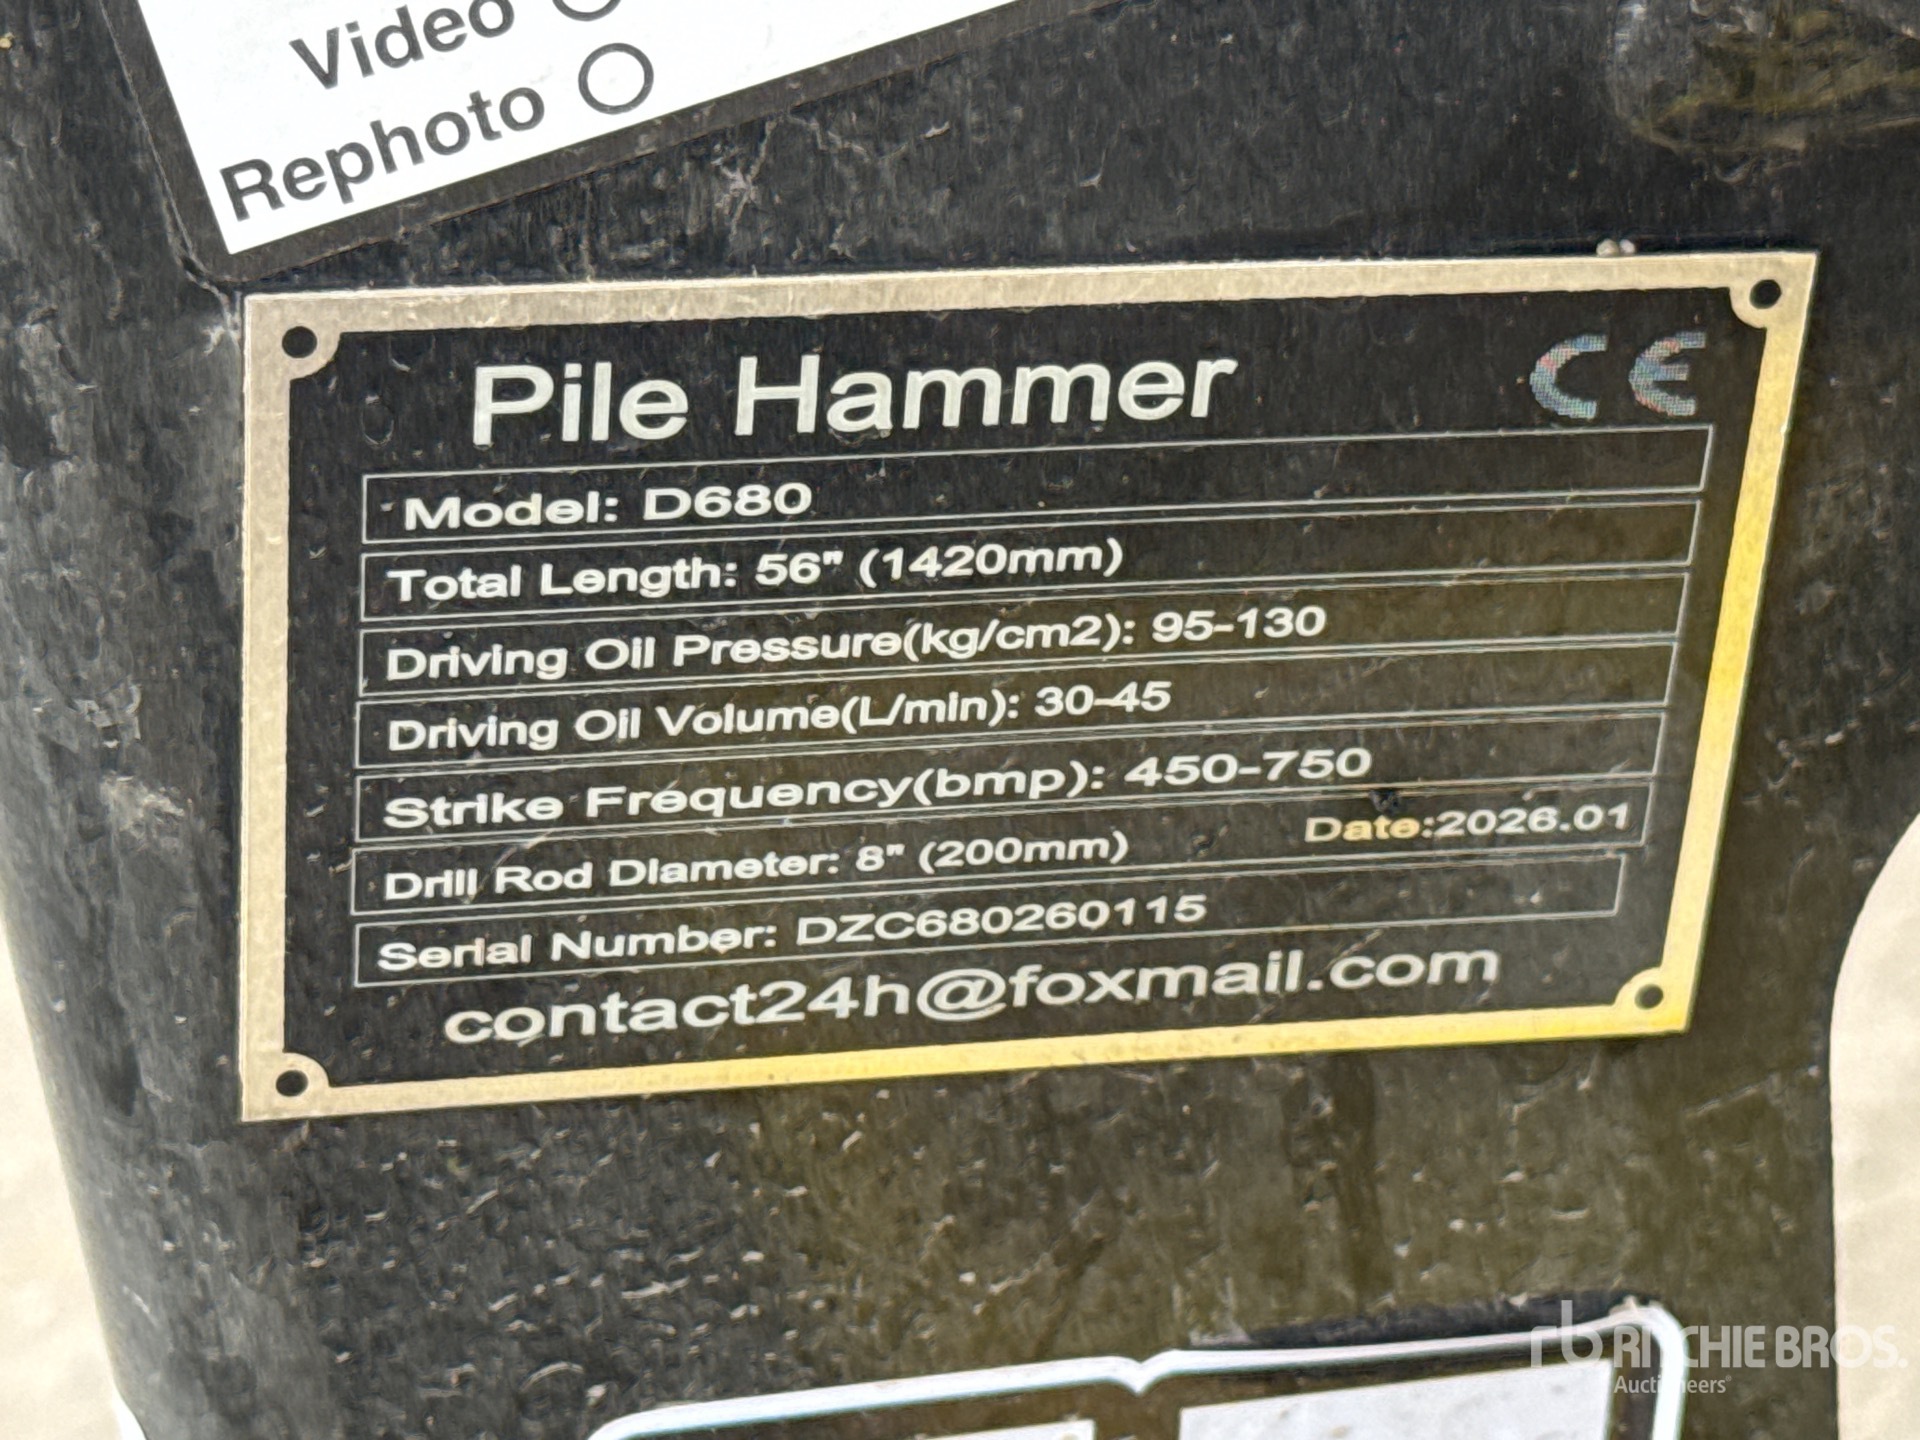 Video
Rephoto
Pile Hammer CE
Model: D680
Total Length: 56" (1420mm)
Driving Oil Pressure(kg/cm2): 95-130
Driving Oil Volume(L/min): 30-45
Strike Frequency(bmp): 450-750
Drill Rod Diameter: 8" (200mm) Date:2026.01
Serial Number: DZC680260115
contact24h@foxmail.com
rb RITCHIE BROS.
Auctioneers